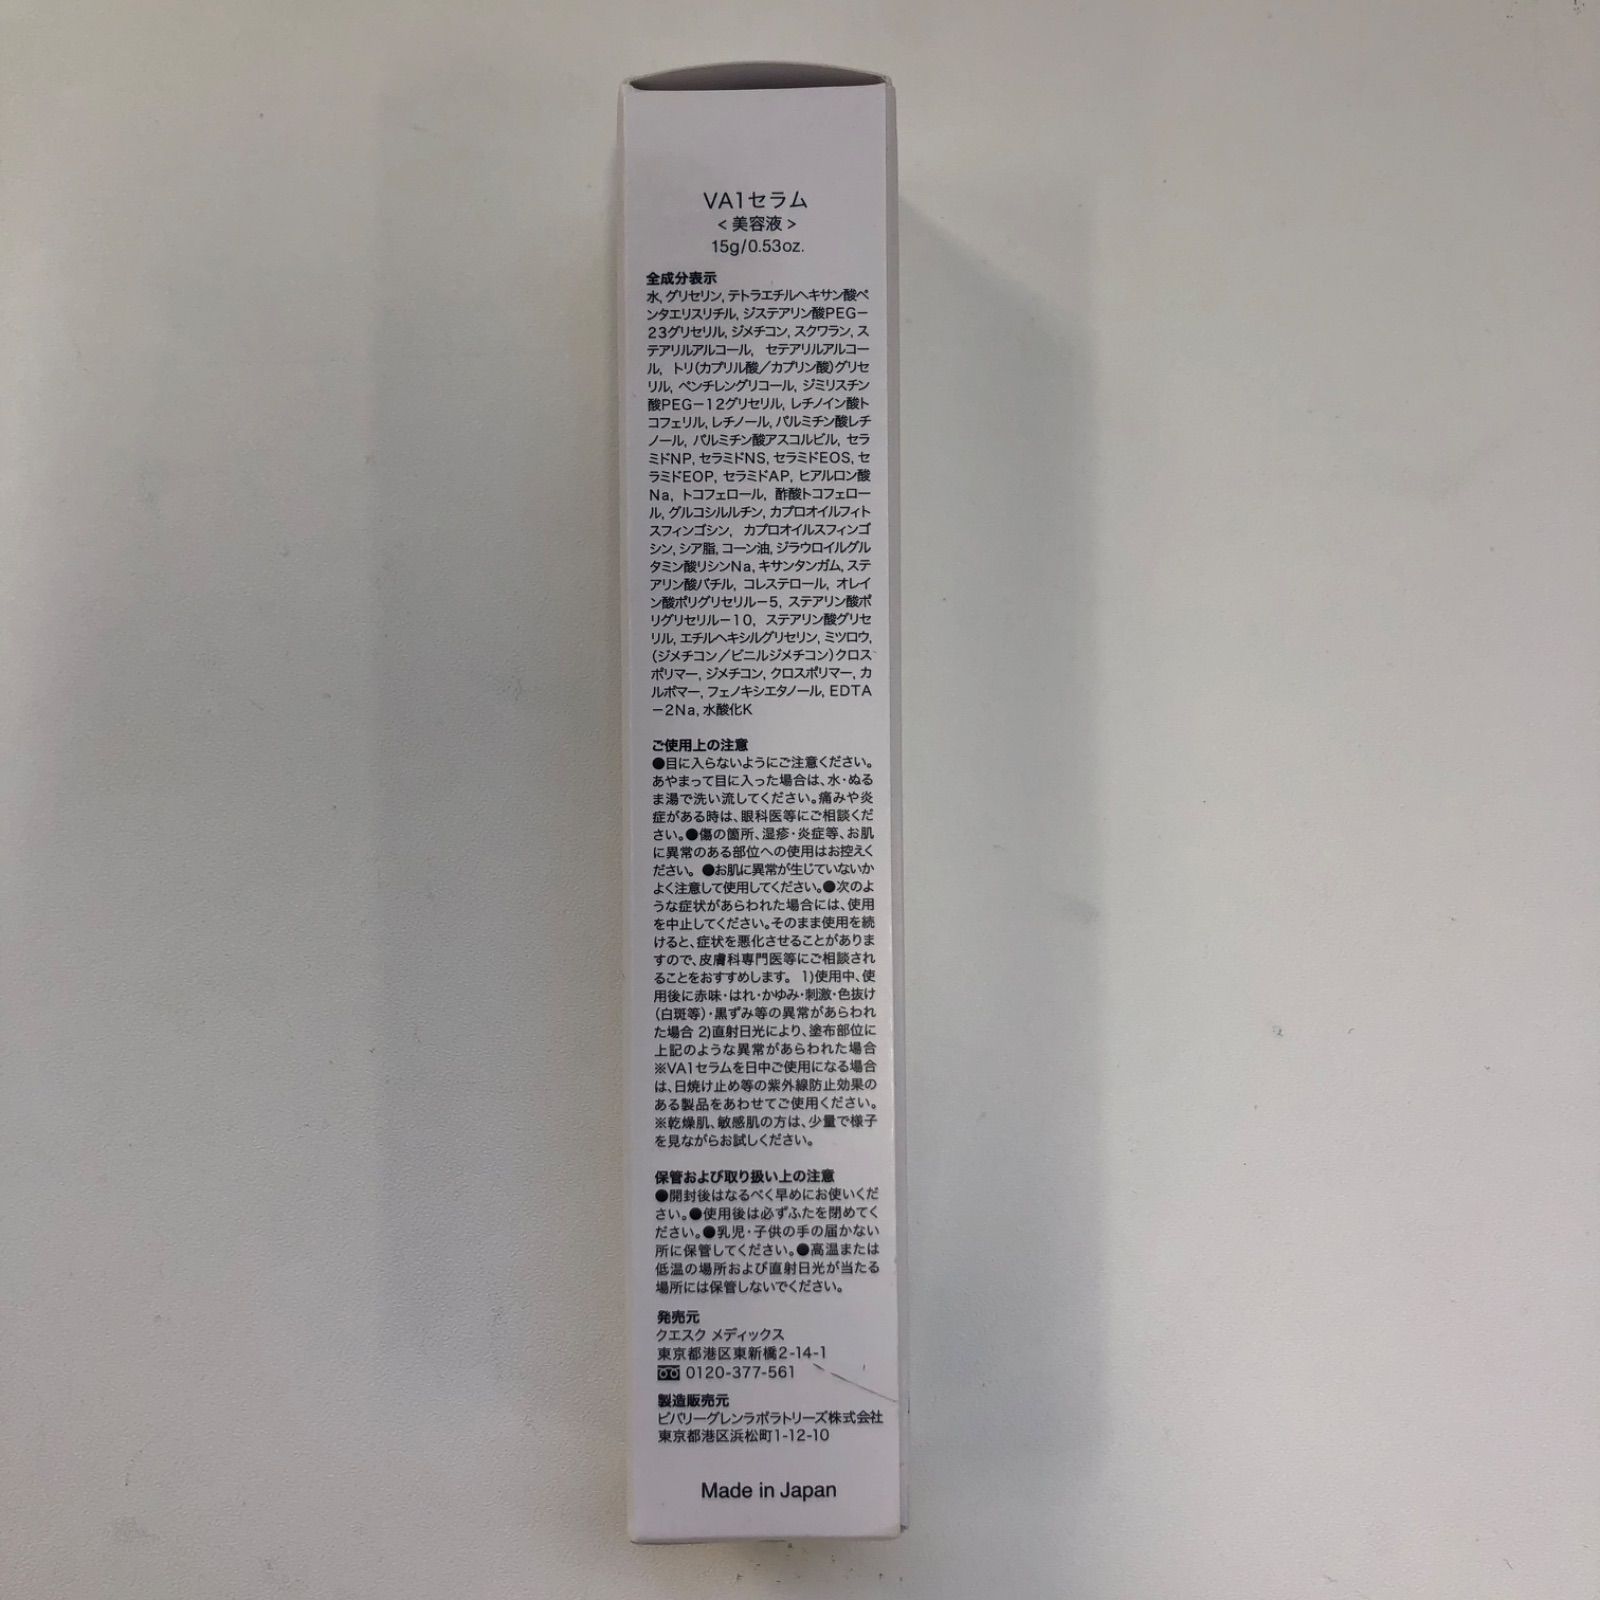 VA1セラム
<美容液>
15g/0.53oz.
全成分表示
水, グリセリン, テトラエチルヘキサン酸ペ
ンタエリスリチル, ジステアリン酸PEG－
23グリセリル, ジメチコン, スクワラン, ス
テアリルアルコール, セテアリルアルコー
ル, トリ(カプリル酸／カプリン酸)グリセ
リル, ペンチレングリコール, ジミリスチン
酸PEG－12グリセリル, レチノイン酸ト
コフェリル, レチノール, パルミチン酸レチ
ノール, パルミチン酸アスコルビル, セラ
ミドNP, セラミドNS, セラミドEOS, セ
ラミドEOP, セラミドAP, ヒアルロン酸
Na, トコフェロール, 酢酸トコフェロー
ル, グルコシルルチン, カプロオイルフィト
スフィンゴシン, カプロオイルスフィンゴ
シン, シア脂, コーン油, ジラウロイルグル
タミン酸リシンNa, キサンタンガム, ステ
アリン酸バチル, コレステロール, オレイ
ン酸ポリグリセリル－5, ステアリン酸ポ
リグリセリル－10, ステアリン酸グリセ
リル, エチルヘキシルグリセリン, ミツロウ,
(ジメチコン／ビニルジメチコン)クロス
ポリマー, ジメチコン, クロスポリマー, カ
ルボマー, フェノキシエタノール, EDTA
－2Na, 水酸化K
ご使用上の注意
●目に入らないようにご注意ください。
あやまって目に入った場合は、水・ぬる
ま湯で洗い流してください。痛みや炎
症がある時は、眼科医等にご相談くだ
さい。●傷の箇所、湿疹・炎症等、お肌
に異常のある部位への使用はお控えく
ださい。●お肌に異常が生じていないか
よく注意して使用してください。●次のよ
うな症状があらわれた場合には、使用
を中止してください。そのまま使用を続
けると、症状を悪化させることがありま
すので、皮膚科専門医等にご相談され
ることをおすすめします。 1)使用中、使
用後に赤味・はれ・かゆみ・刺激・色抜け
(白斑等)・黒ずみ等の異常があらわれ
た場合 2)直射日光により、塗布部位に
上記のような異常があらわれた場合
※VA1セラムを日中ご使用になる場合
は、日焼け止め等の紫外線防止効果の
ある製品をあわせてご使用ください。
※乾燥肌、敏感肌の方は、少量で様子
を見ながらお試しください。
保管および取り扱い上の注意
●開封後はなるべく早めにお使いくだ
さい。●使用後は必ずふたを閉めてく
ださい。●乳児・子供の手の届かない
所に保管してください。●高温または
低温の場所および直射日光が当たる
場所には保管しないでください。
発売元
クエスク メディックス
東京都港区東新橋2-14-1
0120-377-561
製造販売元
ビバリーグレンラボラトリーズ株式会社
東京都港区浜松町1-12-10
Made in Japan